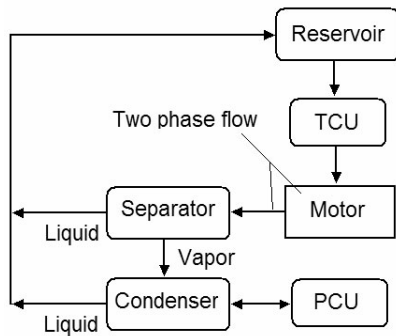 Reservoir
TCU
Two phase flow
Separator
Motor
Liquid
Vapor
Condenser
PCU
Liquid